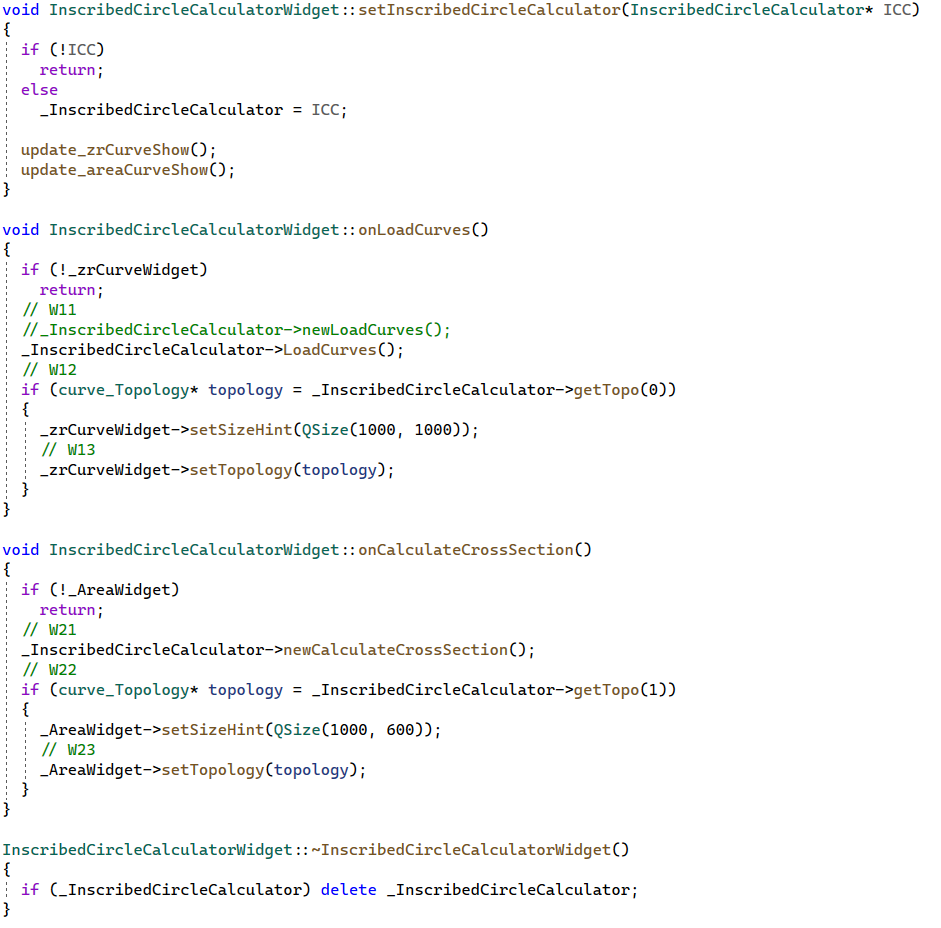 void InscribedCircleCalculatorWidget::setInscribedCircleCalculator(InscribedCircleCalculator* ICC)
{
  if (!ICC)
    return;
  else
    _InscribedCircleCalculator = ICC;

  update_zrCurveShow();
  update_areaCurveShow();
}

void InscribedCircleCalculatorWidget::onLoadCurves()
{
  if (!_zrCurveWidget)
    return;
  // W11
  //_InscribedCircleCalculator->newLoadCurves();
  _InscribedCircleCalculator->LoadCurves();
  // W12
  if (curve_Topology* topology = _InscribedCircleCalculator->getTopo(0))
  {
    _zrCurveWidget->setSizeHint(QSize(1000, 1000));
    // W13
    _zrCurveWidget->setTopology(topology);
  }
}

void InscribedCircleCalculatorWidget::onCalculateCrossSection()
{
  if (!_AreaWidget)
    return;
  // W21
  _InscribedCircleCalculator->newCalculateCrossSection();
  // W22
  if (curve_Topology* topology = _InscribedCircleCalculator->getTopo(1))
  {
    _AreaWidget->setSizeHint(QSize(1000, 600));
    // W23
    _AreaWidget->setTopology(topology);
  }
}

InscribedCircleCalculatorWidget::~InscribedCircleCalculatorWidget()
{
  if (_InscribedCircleCalculator) delete _InscribedCircleCalculator;
}